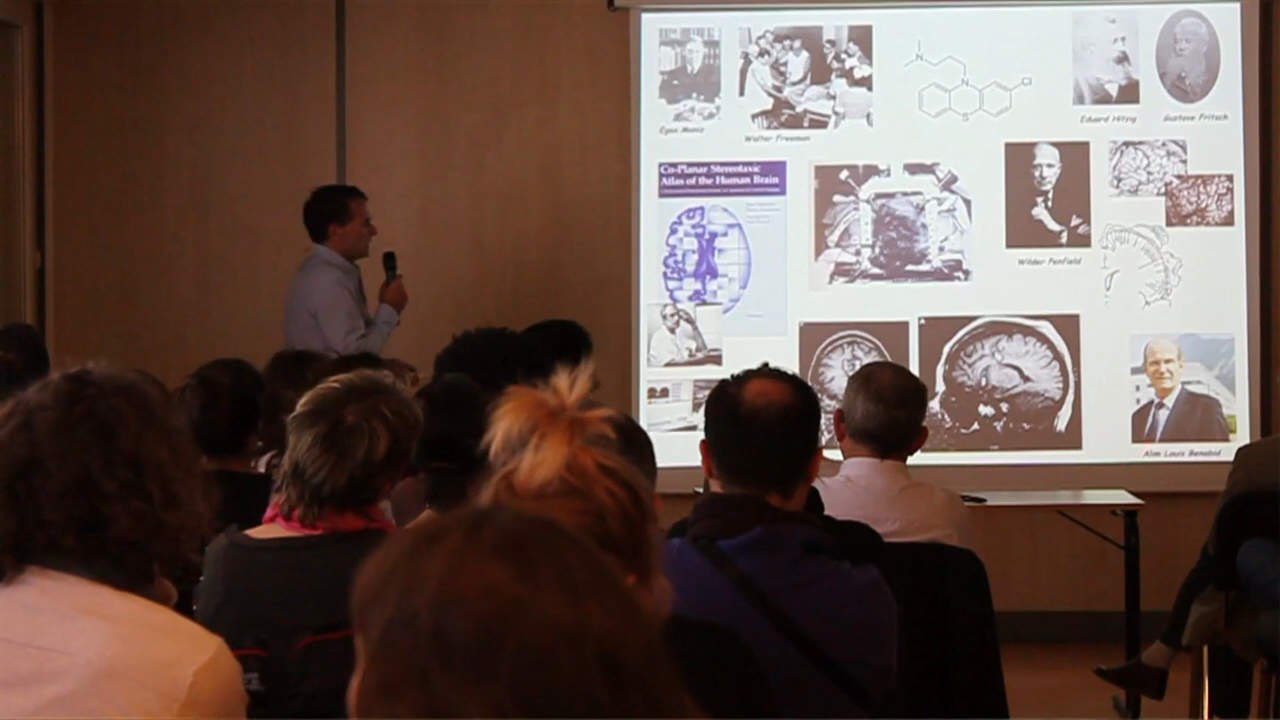 Egas Moniz
Walter Freeman
N
N
Cl
S
Eduard Hitzig
Gustave Fritsch
Co-Planar Stereotaxic
Atlas of the Human Brain
Wilder Penfield
Alim Louis Benabid